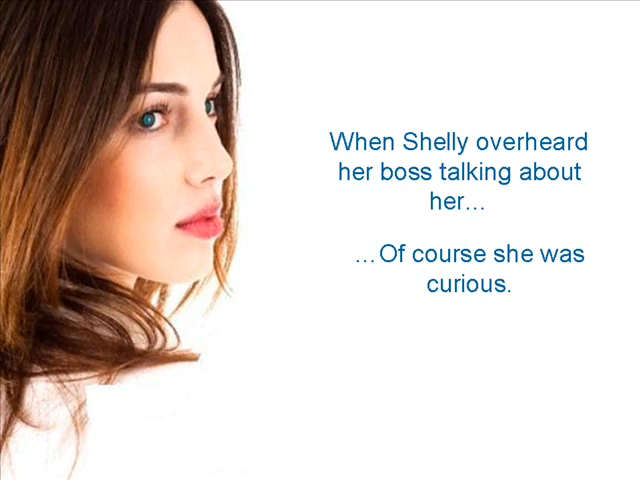 When Shelly overheard
her boss talking about
her...
...Of course she was
curious.